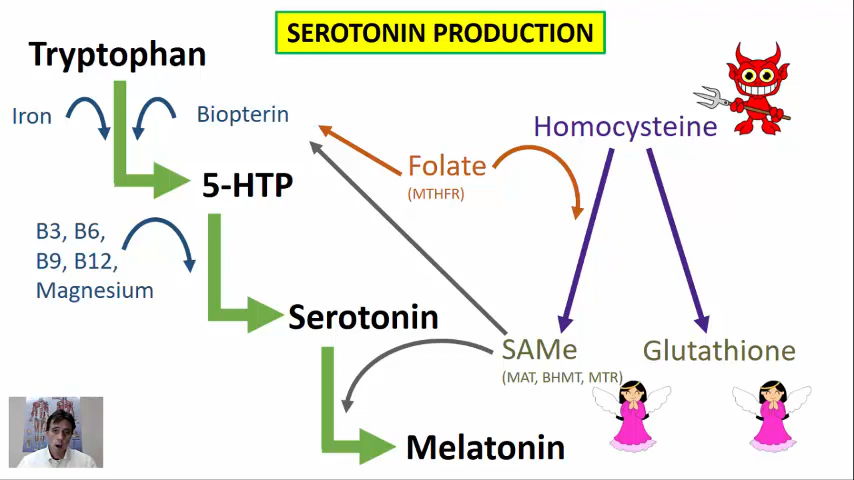 SEROTONIN PRODUCTION
Tryptophan
Iron
Biopterin
Homocysteine
Folate
(MTHFR)
5-HTP
B3, B6,
B9, B12,
Magnesium
Serotonin
SAMe
(MAT, BHMT, MTR)
Glutathione
Melatonin